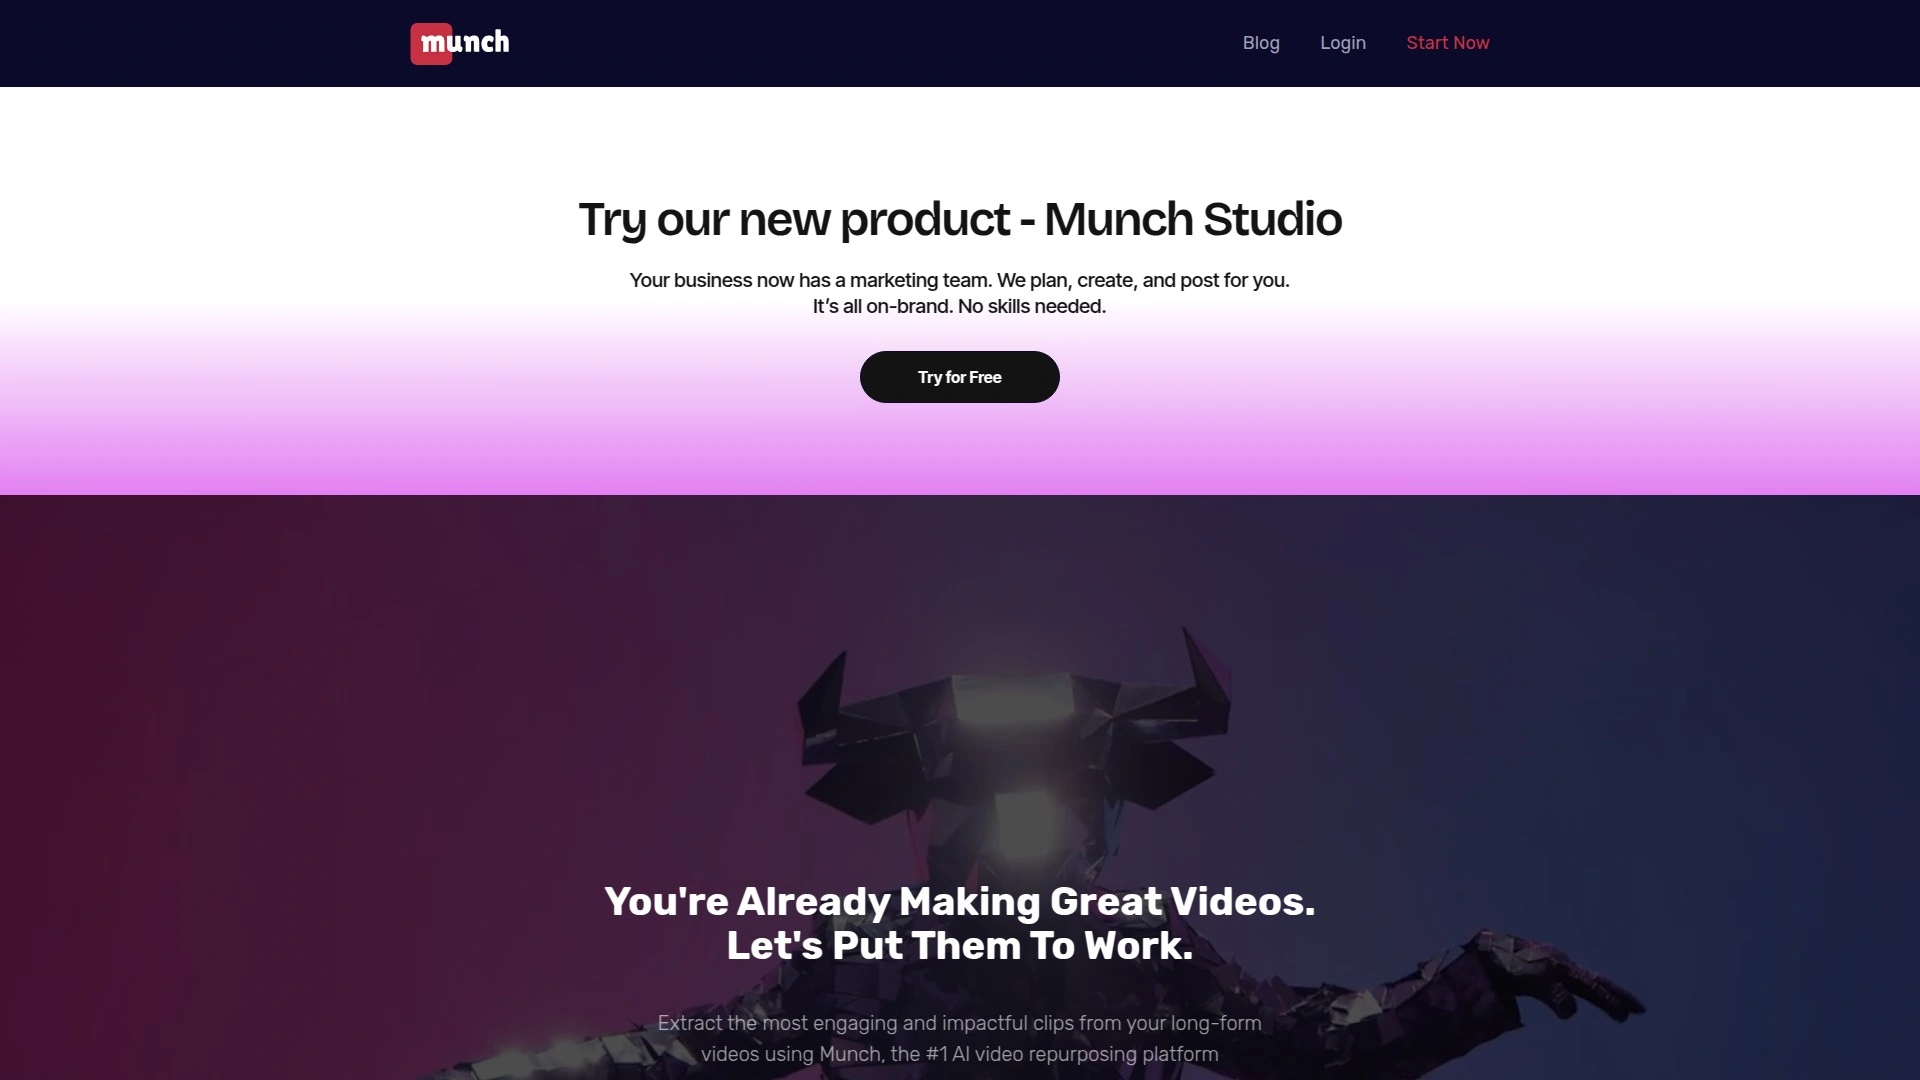 munch
Blog
Login
Start Now
Try our new product - Munch Studio
Your business now has a marketing team. We plan, create, and post for you.
It’s all on-brand. No skills needed.
Try for Free
You're Already Making Great Videos.
Let's Put Them To Work.
Extract the most engaging and impactful clips from your long-form
videos using Munch, the #1 AI video repurposing platform